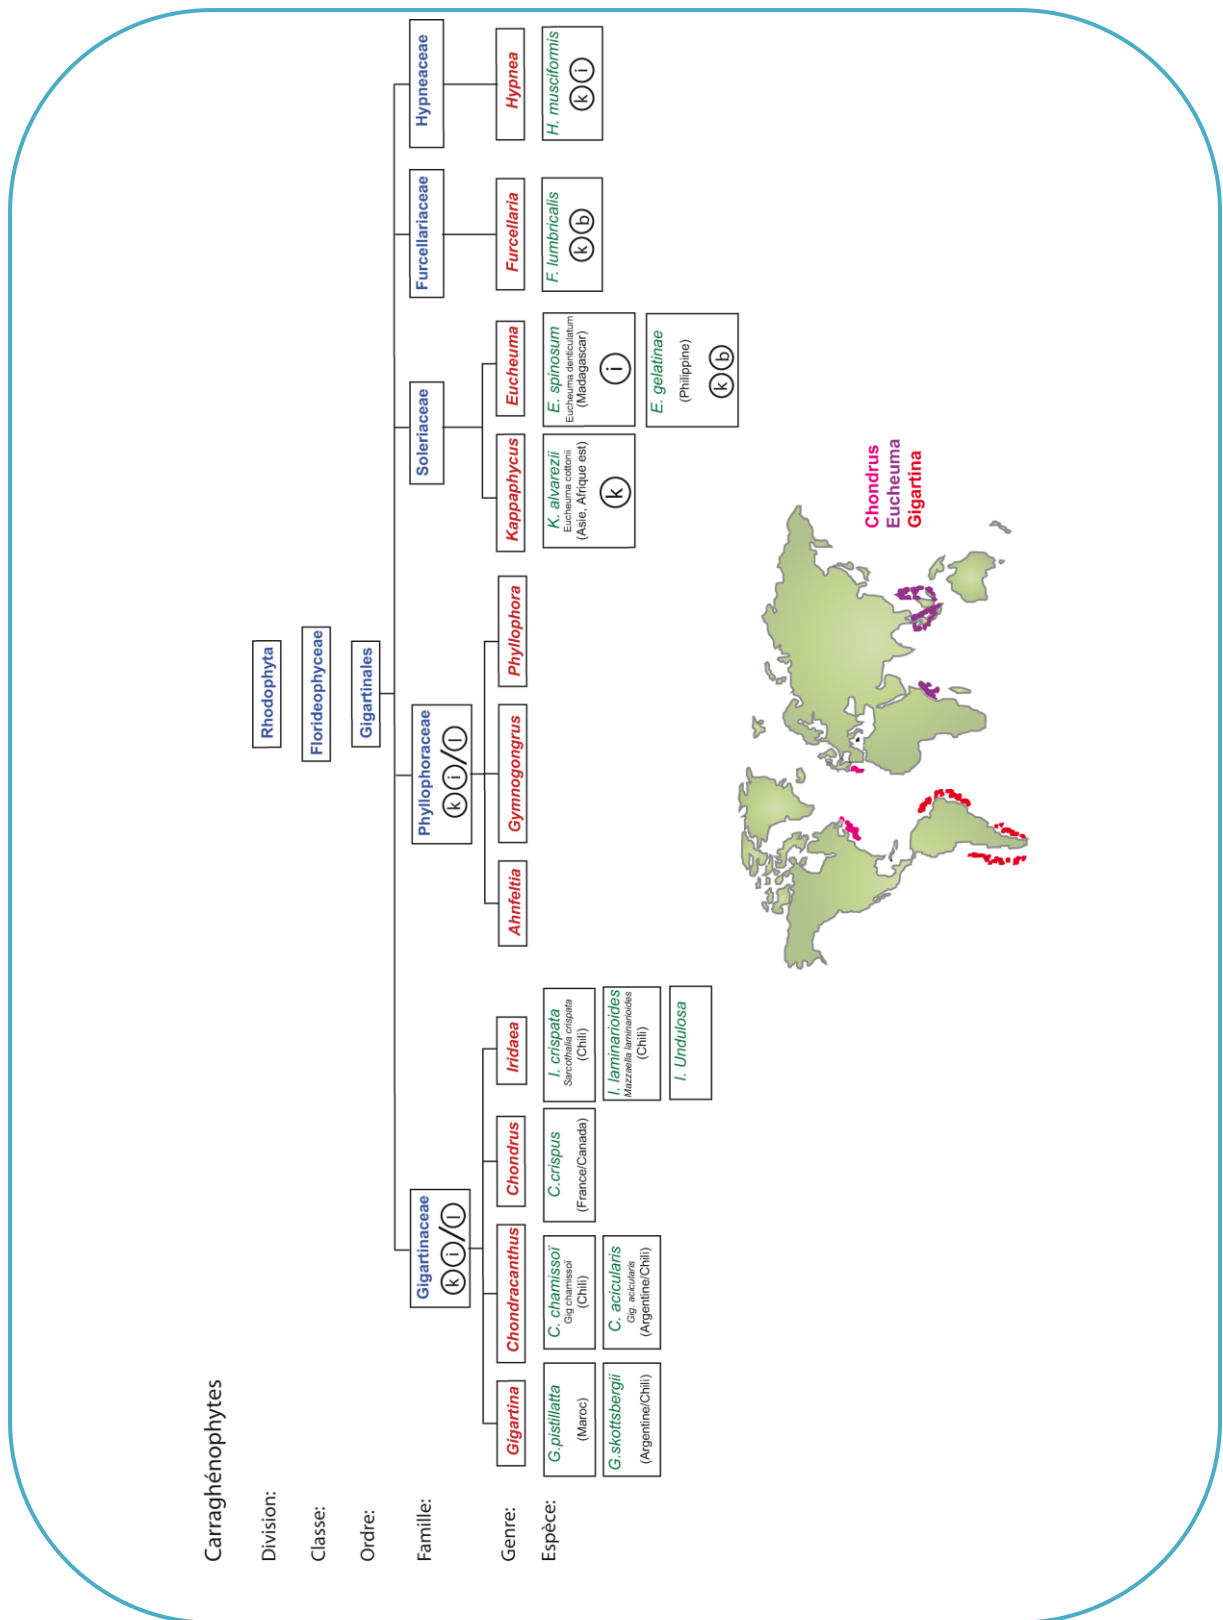 Carraghénophytes
Division:
Rhodophyta
Classe:
Florideophyceae
Ordre:
Gigartinales
Famille:
Gigartinaceae
k i/l
Phyllophoraceae
k i/l
Soleriaceae
Furcellariaceae
Hypneaceae
Genre:
Gigartina
Chondracanthus
Chondrus
Iridaea
Ahnfeltia
Gymnogongrus
Phyllophora
Kappaphycus
Eucheuma
Furcellaria
Hypnea
Espèce:
G.pistillatta
(Maroc)
G.skottsbergii
(Argentine/Chili)
C. chamissoï
Gig chamissoï
(Chili)
C. acicularis
Gig. acicularis
(Argentine/Chili)
C.crispus
(France/Canada)
I. crispata
Sarcothalia crispata
(Chili)
I. laminarioides
Mazzaella laminarioides
(Chili)
I. Undulosa
K. alvarezii
Eucheuma cottonii
(Asie, Afrique est)
k
E. spinosum
Eucheuma denticulatum
(Madagascar)
i
E. gelatinae
(Philippine)
k b
F. lumbricalis
k b
H. musciformis
k i
Chondrus
Eucheuma
Gigartina